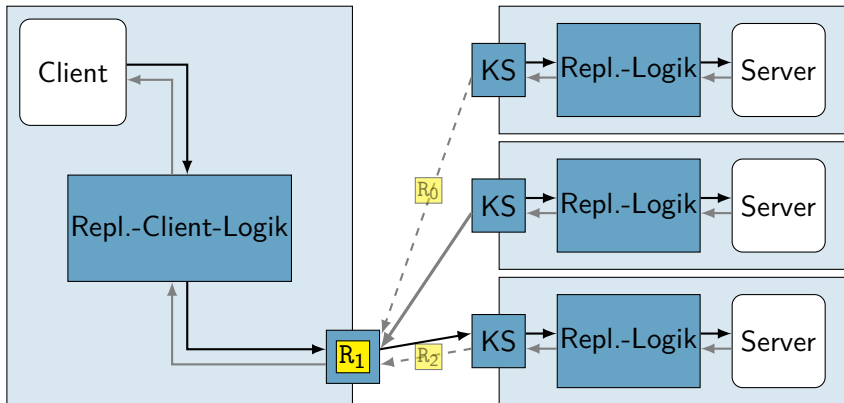 Client
Repl.-Client-Logik
R₁
R₀
R₂
KS
Repl.-Logik
Server
KS
Repl.-Logik
Server
KS
Repl.-Logik
Server